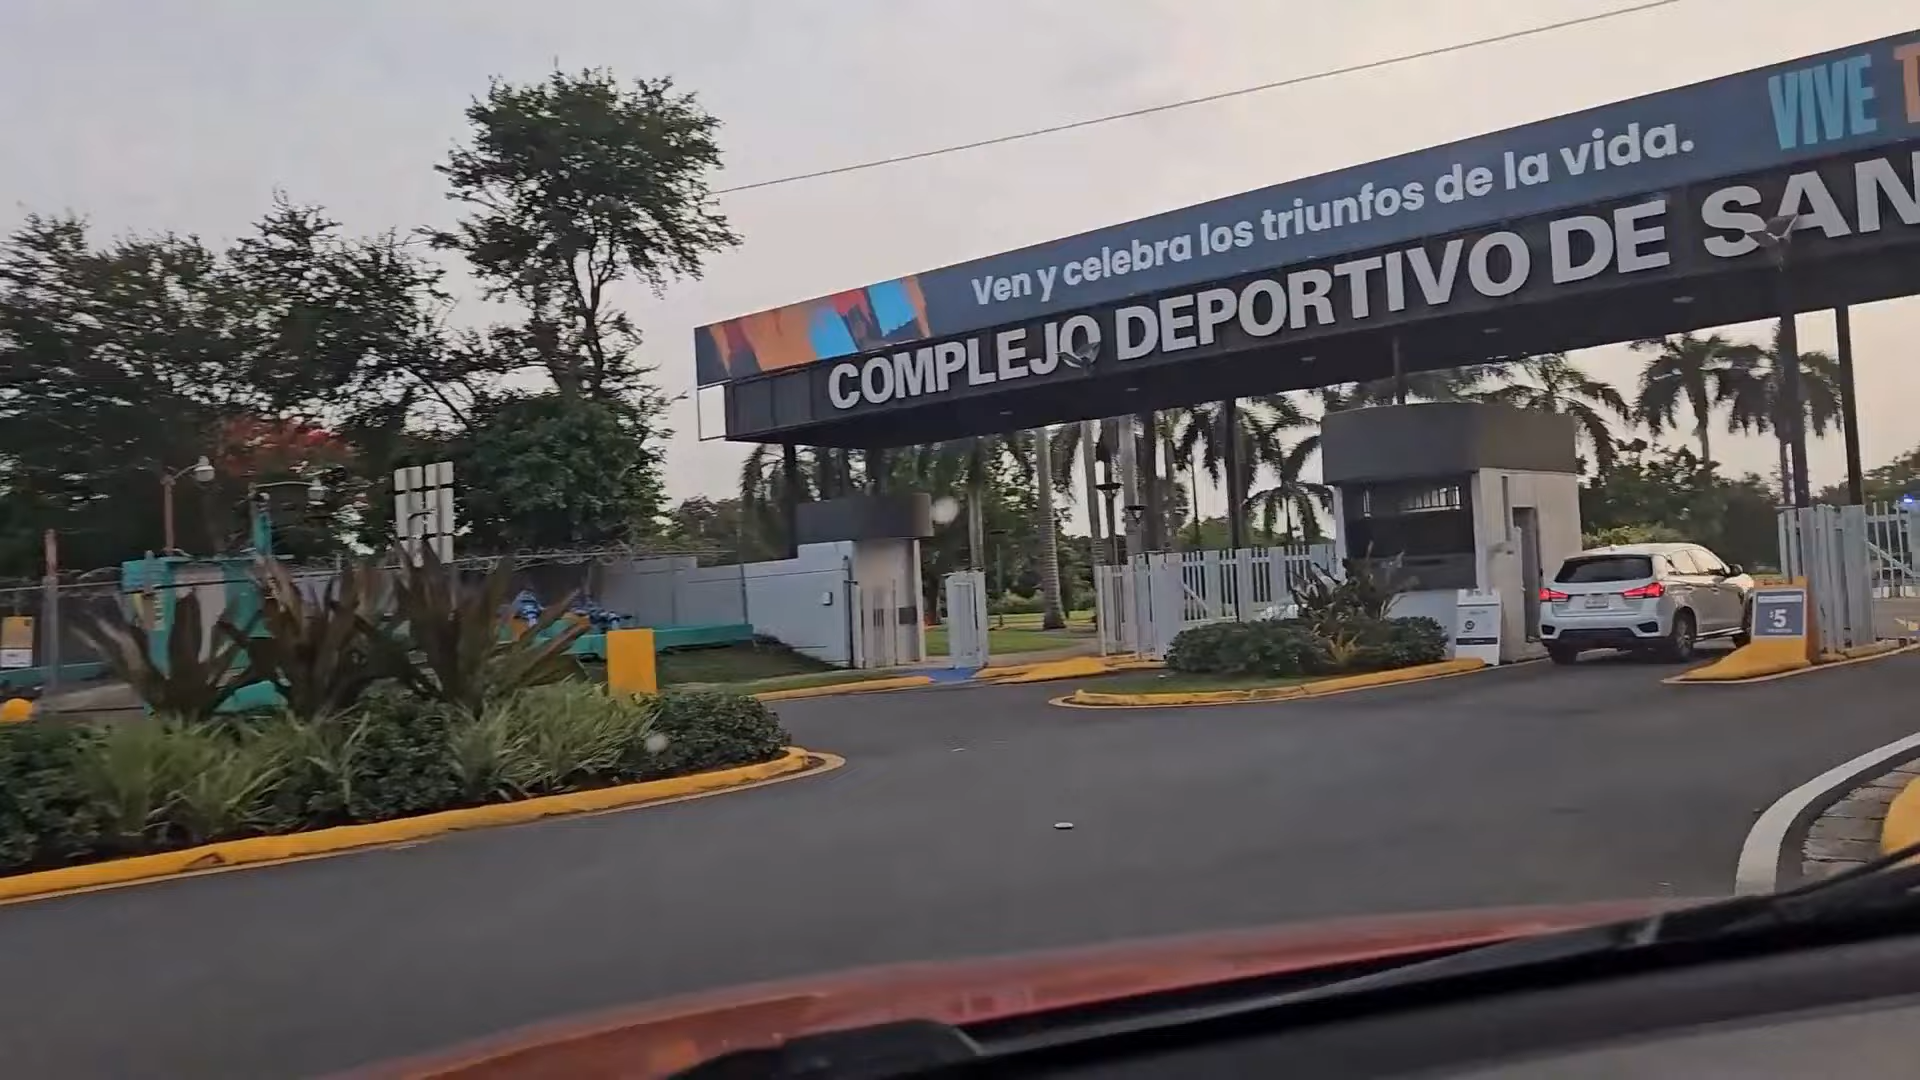 VIVE
Ven y celebra los triunfos de la vida.
COMPLEJO DEPORTIVO DE SAN
$5